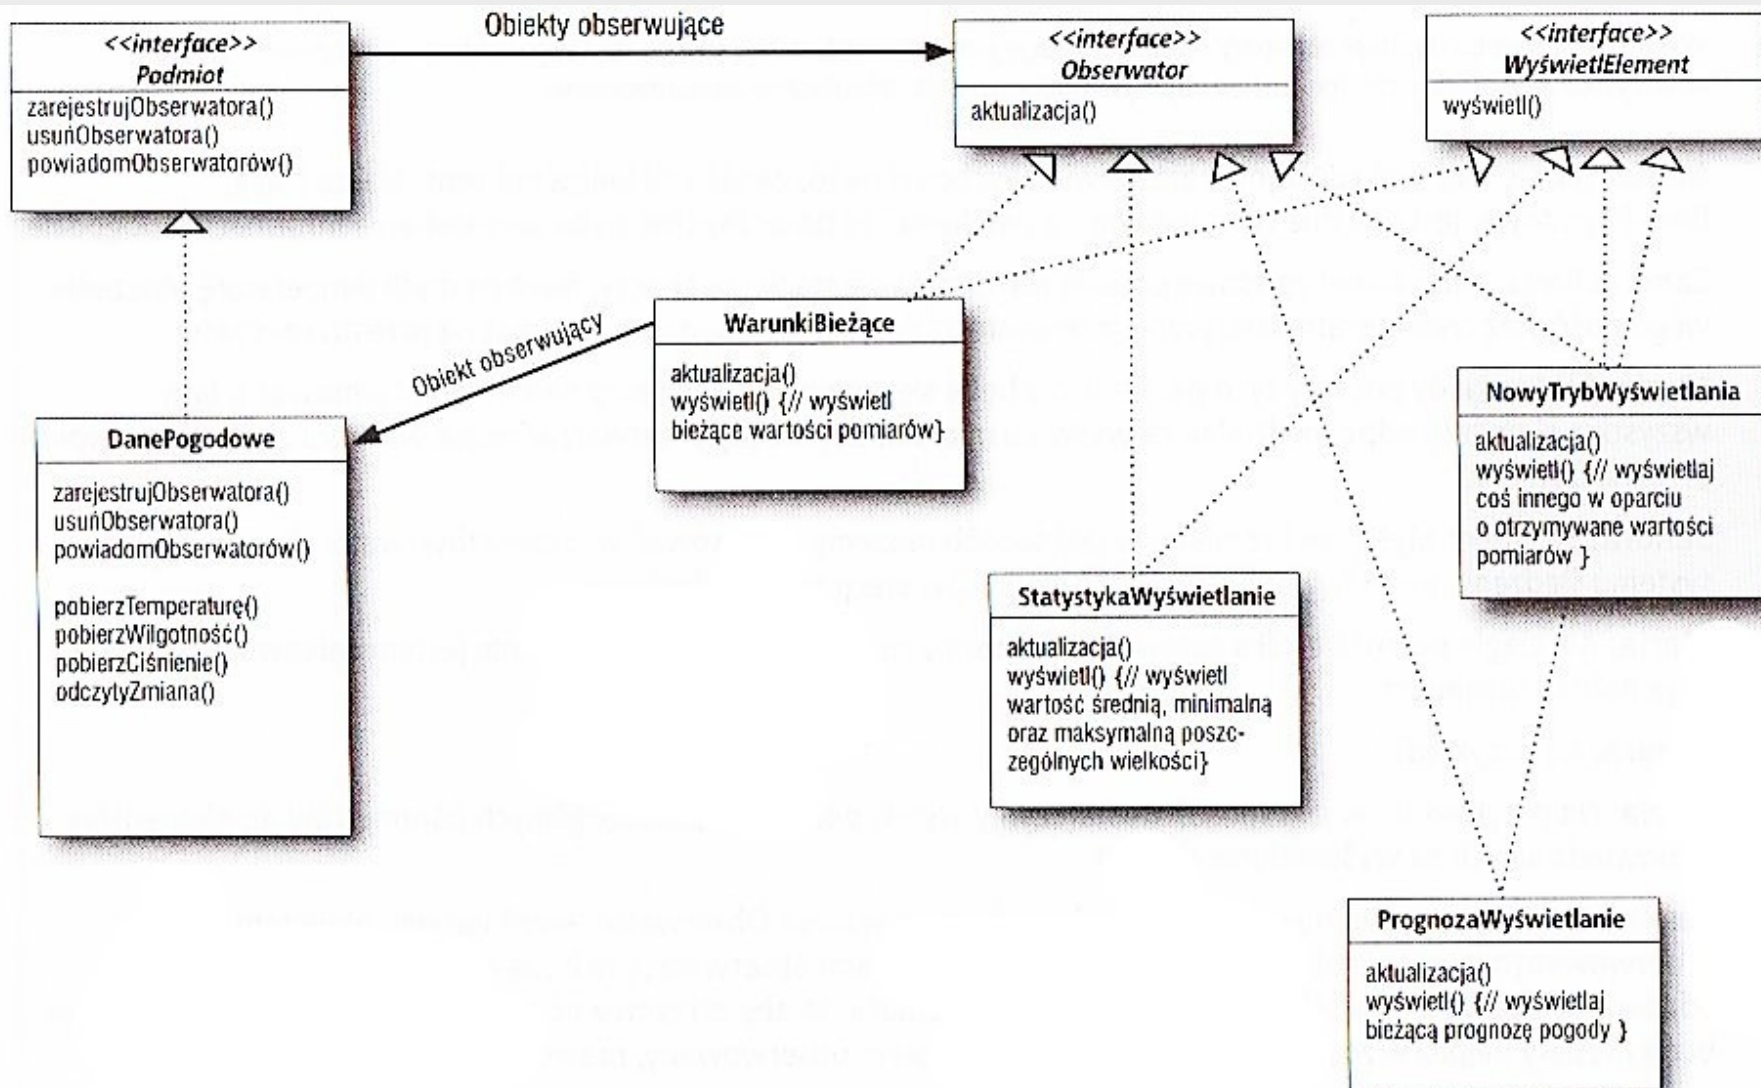 Obiekty obserwujące
<<interface>>
Podmiot
zarejestrujObserwatora()
usuńObserwatora()
powiadomObserwatorów()
<<interface>>
Obserwator
aktualizacja()
<<interface>>
WyświetlElement
wyświetl()
Obiekt obserwujący
WarunkiBieżące
aktualizacja()
wyświetl() {// wyświetl
bieżące wartości pomiarów}
DanePogodowe
zarejestrujObserwatora()
usuńObserwatora()
powiadomObserwatorów()
pobierzTemperaturę()
pobierzWilgotność()
pobierzCiśnienie()
odczytyZmiana()
NowyTrybWyświetlania
aktualizacja()
wyświetl() {// wyświetlaj
coś innego w oparciu
o otrzymywane wartości
pomiarów }
StatystykaWyświetlanie
aktualizacja()
wyświetl() {// wyświetl
wartość średnią, minimalną
oraz maksymalną poszc-
zególnych wielkości}
PrognozaWyświetlanie
aktualizacja()
wyświetl() {// wyświetlaj
bieżącą prognozę pogody }